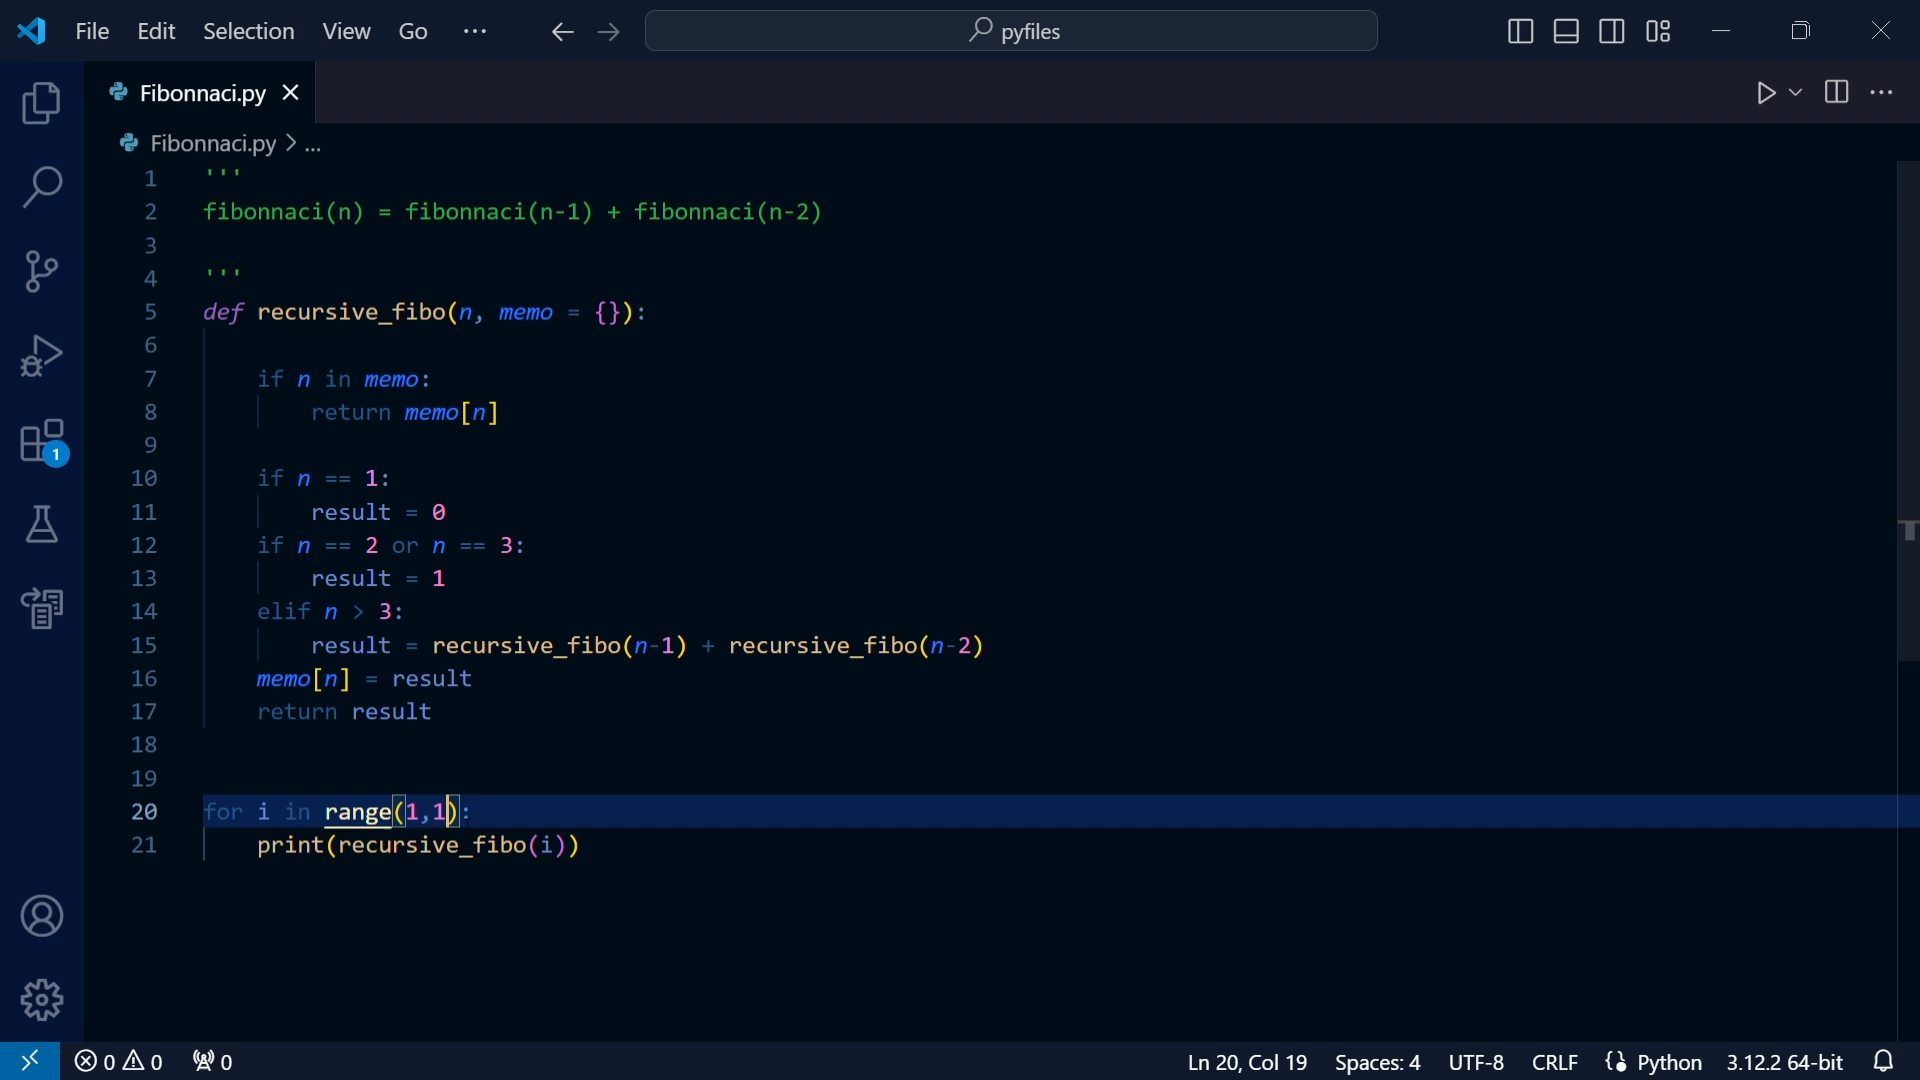 File Edit Selection View Go ... pyfiles
Fibonnaci.py
Fibonnaci.py > ...
1 '''
2 fibonnaci(n) = fibonnaci(n-1) + fibonnaci(n-2)
3
4 '''
5 def recursive_fibo(n, memo = {}):
6
7 if n in memo:
8 return memo[n]
9
10 if n == 1:
11 result = 0
12 if n == 2 or n == 3:
13 result = 1
14 elif n > 3:
15 result = recursive_fibo(n-1) + recursive_fibo(n-2)
16 memo[n] = result
17 return result
18
19
20 for i in range(1,1):
21 print(recursive_fibo(i))
1
0 0 0 Ln 20, Col 19 Spaces: 4 UTF-8 CRLF {} Python 3.12.2 64-bit